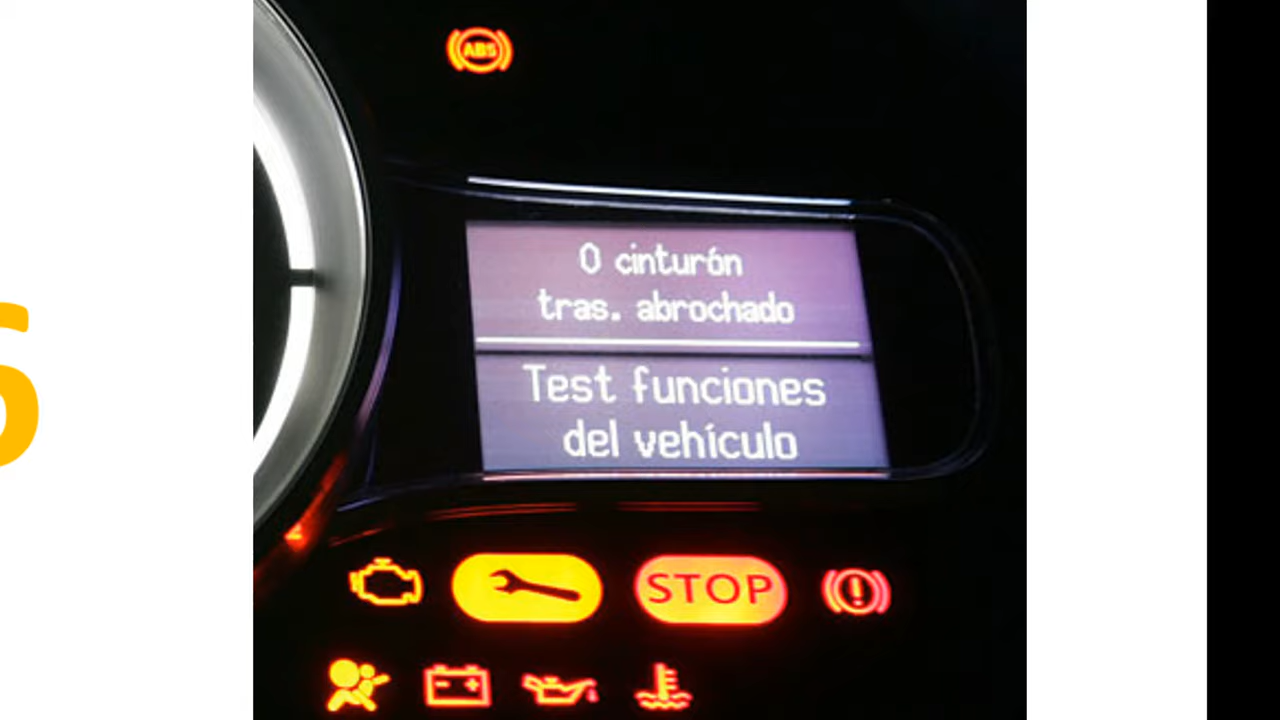 ABS
0 cinturón
tras. abrochado
Test funciones
del vehículo
STOP